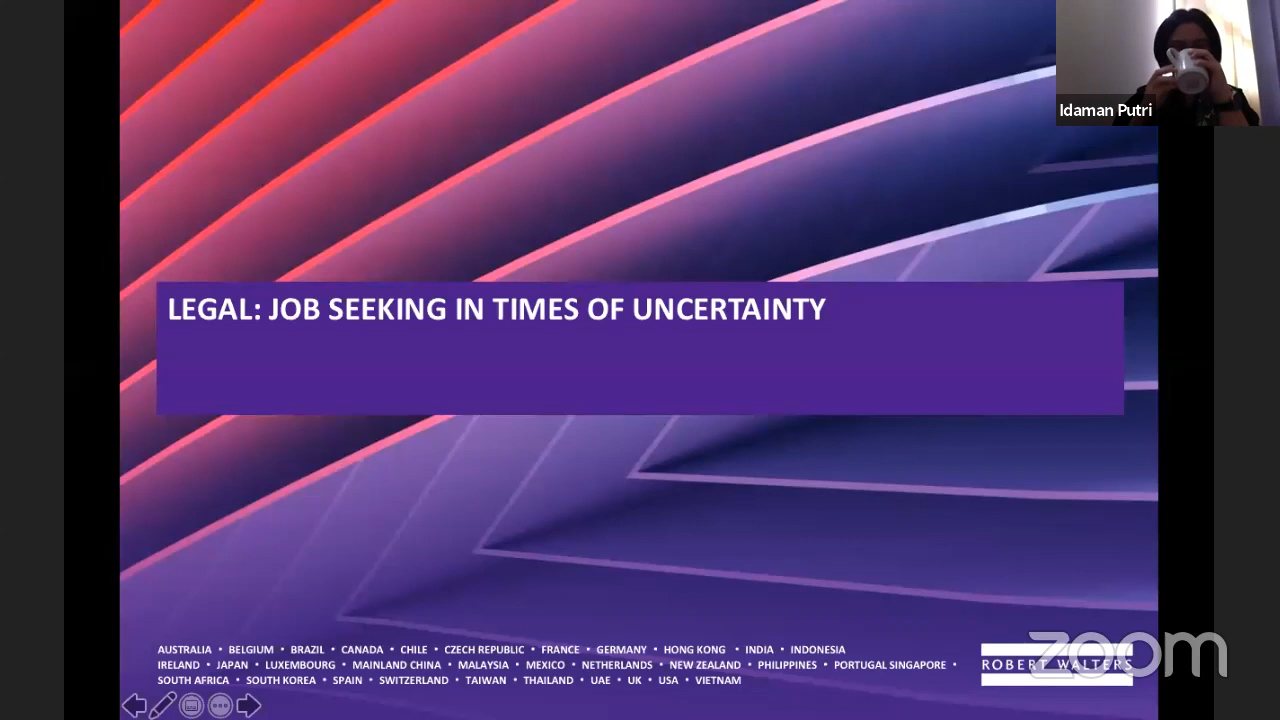 Idaman Putri
LEGAL: JOB SEEKING IN TIMES OF UNCERTAINTY
AUSTRALIA • BELGIUM • BRAZIL • CANADA • CHILE • CZECH REPUBLIC • FRANCE • GERMANY • HONG KONG • INDIA • INDONESIA
IRELAND • JAPAN • LUXEMBOURG • MAINLAND CHINA • MALAYSIA • MEXICO • NETHERLANDS • NEW ZEALAND • PHILIPPINES • PORTUGAL SINGAPORE •
SOUTH AFRICA • SOUTH KOREA • SPAIN • SWITZERLAND • TAIWAN • THAILAND • UAE • UK • USA • VIETNAM
ROBERT WALTERS
zoom